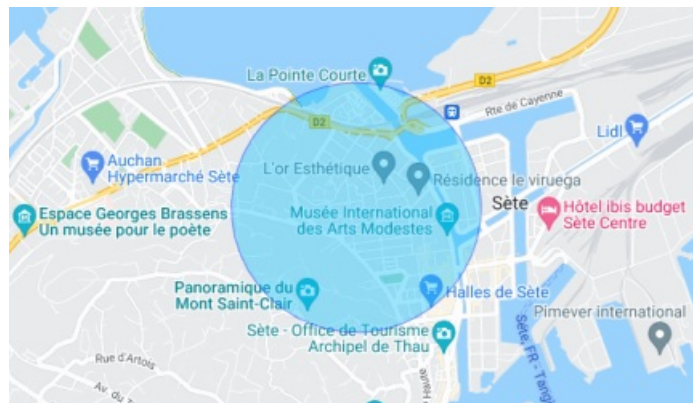 La Pointe Courte
D2
Rte de Cayenne
D2
Lidl
Auchan
Hypermarché Sète
L'or Esthétique
Résidence le viruega
Sète
Espace Georges Brassens
Un musée pour le poète
Musée International
des Arts Modestes
Hôtel ibis budget
Sète Centre
Panoramique du
Mont Saint-Clair
Halles de Sète
Pimever international
Sète - Office de Tourisme
Archipel de Thau
Rue d'Artois
Av. du T
Haute
Sète, FR - Tangi